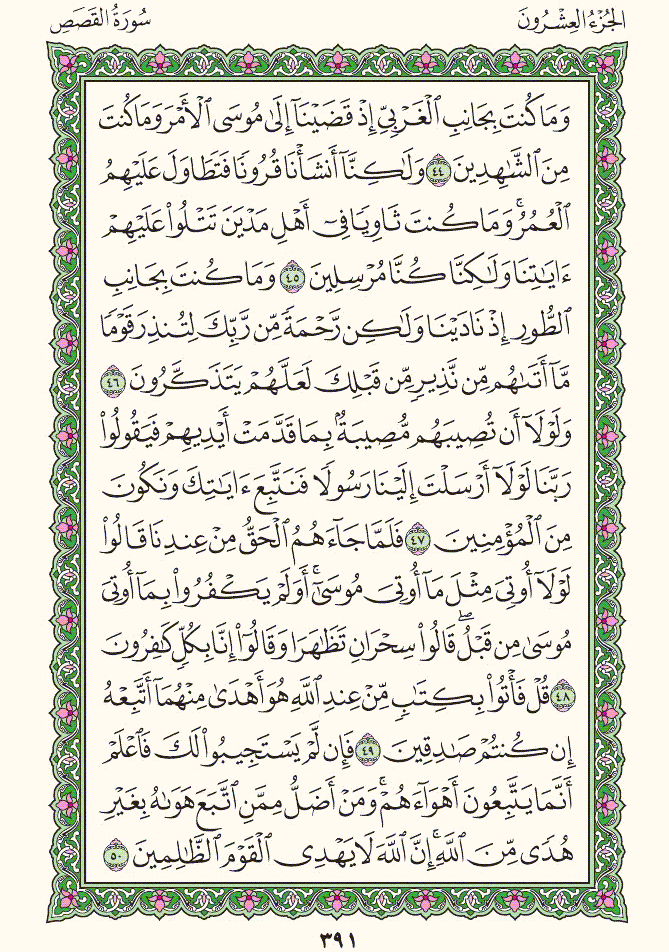 الجُزْءُ العِشْرُونَ
سُورَةُ القَصَصِ
وَمَا كُنتَ بِجَانِبِ ٱلْغَرْبِيِّ إِذْ قَضَيْنَآ إِلَىٰ مُوسَى ٱلْأَمْرَ وَمَا كُنتَ
مِنَ ٱلشَّٰهِدِينَ ٤٤ وَلَٰكِنَّآ أَنشَأْنَا قُرُونًا فَتَطَاوَلَ عَلَيْهِمُ
ٱلْعُمُرُ ۚ وَمَا كُنتَ ثَاوِيًا فِىٓ أَهْلِ مَدْيَنَ تَتْلُوا۟ عَلَيْهِمْ
ءَايَٰتِنَا وَلَٰكِنَّا كُنَّا مُرْسِلِينَ ٤٥ وَمَا كُنتَ بِجَانِبِ
ٱلطُّورِ إِذْ نَادَيْنَا وَلَٰكِن رَّحْمَةً مِّن رَّبِّكَ لِتُنذِرَ قَوْمًا
مَّآ أَتَىٰهُم مِّن نَّذِيرٍ مِّن قَبْلِكَ لَعَلَّهُمْ يَتَذَكَّرُونَ ٤٦
وَلَوْلَآ أَن تُصِيبَهُم مُّصِيبَةٌۢ بِمَا قَدَّمَتْ أَيْدِيهِمْ فَيَقُولُوا۟
رَبَّنَا لَوْلَآ أَرْسَلْتَ إِلَيْنَا رَسُولًا فَنَتَّبِعَ ءَايَٰتِكَ وَنَكُونَ
مِنَ ٱلْمُؤْمِنِينَ ٤٧ فَلَمَّا جَآءَهُمُ ٱلْحَقُّ مِنْ عِندِنَا قَالُوا۟
لَوْلَآ أُوتِىَ مِثْلَ مَآ أُوتِىَ مُوسَىٰٓ ۚ أَوَلَمْ يَكْفُرُوا۟ بِمَآ أُوتِىَ
مُوسَىٰ مِن قَبْلُ ۖ قَالُوا۟ سِحْرَانِ تَظَٰهَرَا وَقَالُوٓا۟ إِنَّا بِكُلٍّ كَٰفِرُونَ
٤٨ قُلْ فَأْتُوا۟ بِكِتَٰبٍ مِّنْ عِندِ ٱللَّهِ هُوَ أَهْدَىٰ مِنْهُمَآ أَتَّبِعْهُ
إِن كُنتُمْ صَٰدِقِينَ ٤٩ فَإِن لَّمْ يَسْتَجِيبُوا۟ لَكَ فَٱعْلَمْ
أَنَّمَا يَتَّبِعُونَ أَهْوَآءَهُمْ ۚ وَمَنْ أَضَلُّ مِمَّنِ ٱتَّبَعَ هَوَىٰهُ بِغَيْرِ
هُدًى مِّنَ ٱللَّهِ ۚ إِنَّ ٱللَّهَ لَا يَهْدِى ٱلْقَوْمَ ٱلظَّٰلِمِينَ ٥٠
٣٩١